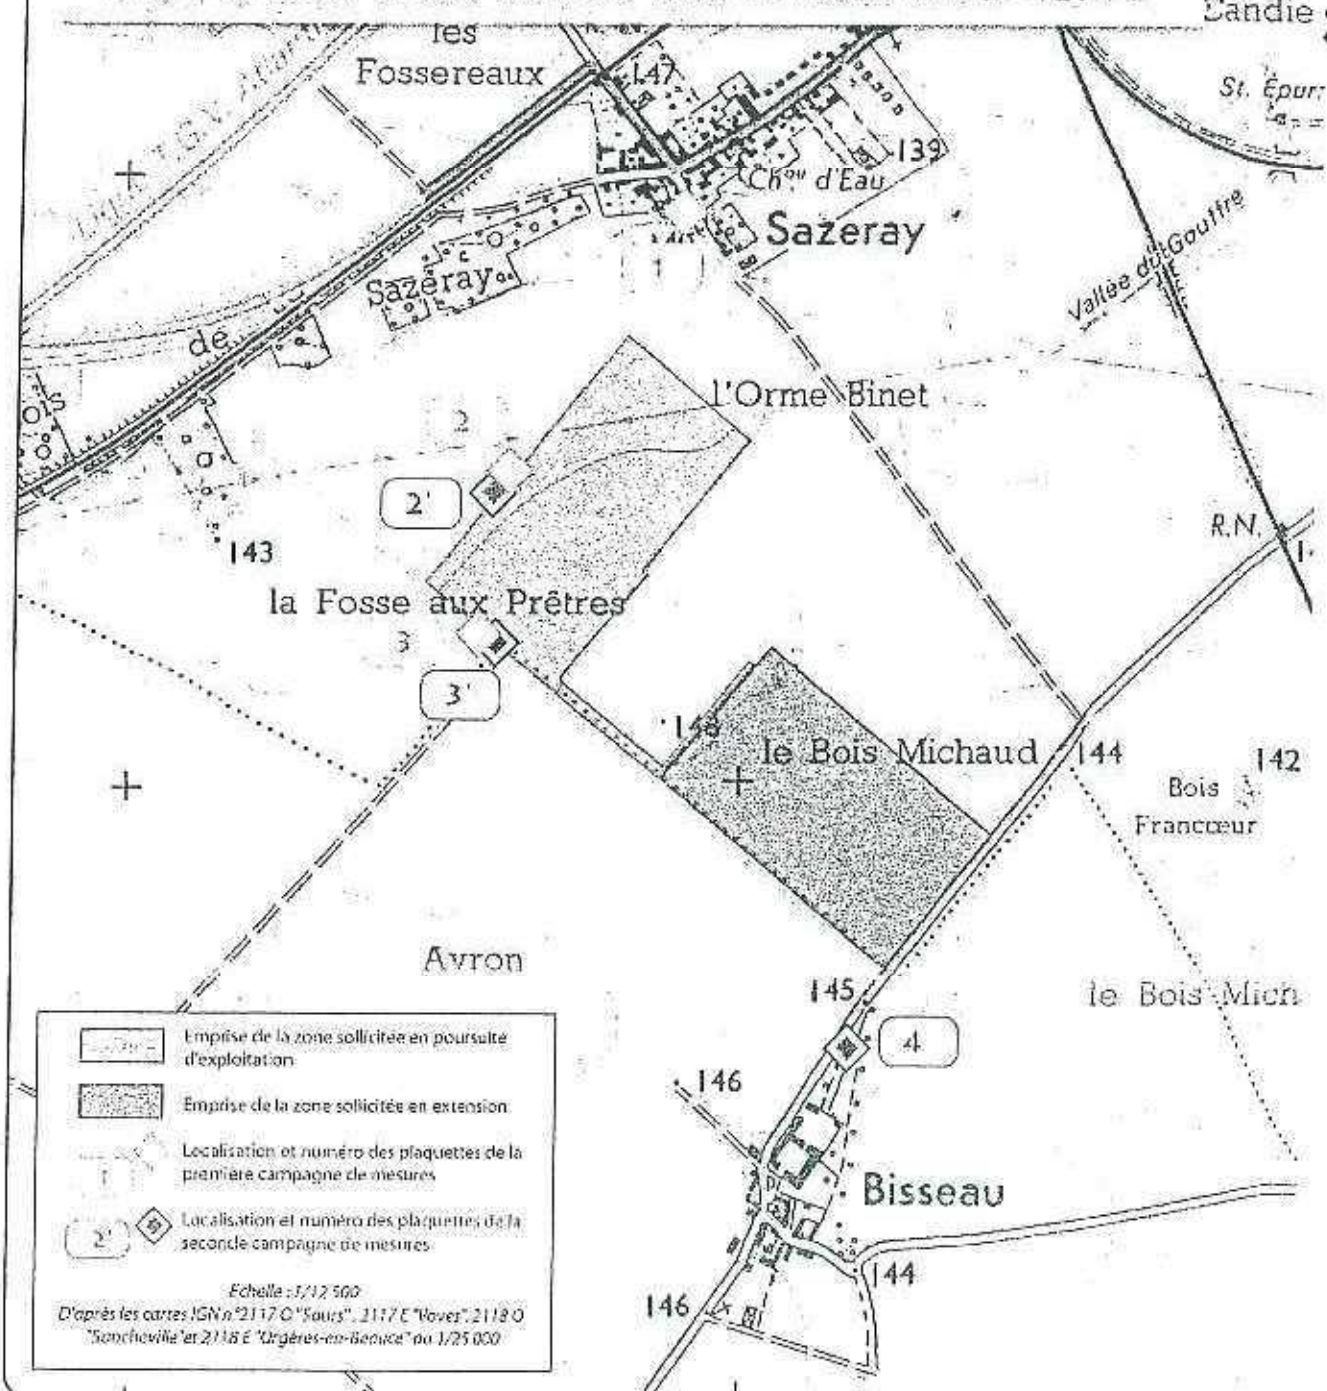 Landie
les
Fossereaux
147
St. Épur.
139
Chau d'Eau
Sazeray
Vallée du Gouffre
Sazeray
de
l'Orme Binet
ois
2
2'
R.N.
143
la Fosse aux Prêtres
3
3'
148
le Bois Michaud
144
142
Bois
Francœur
Avron
145
le Bois Mich
4
146
Bisseau
144
146
Emprise de la zone sollicitée en poursuite
d'exploitation
Emprise de la zone sollicitée en extension
Localisation et numéro des plaquettes de la
première campagne de mesures
1
Localisation et numéro des plaquettes de la
seconde campagne de mesures
2'
Echelle : 1/12 500
D'après les cartes IGN n°2117 O "Sours", 2117 E "Voves", 2118 O
"Sancheville" et 2118 E "Orgères-en-Beauce" au 1/25 000